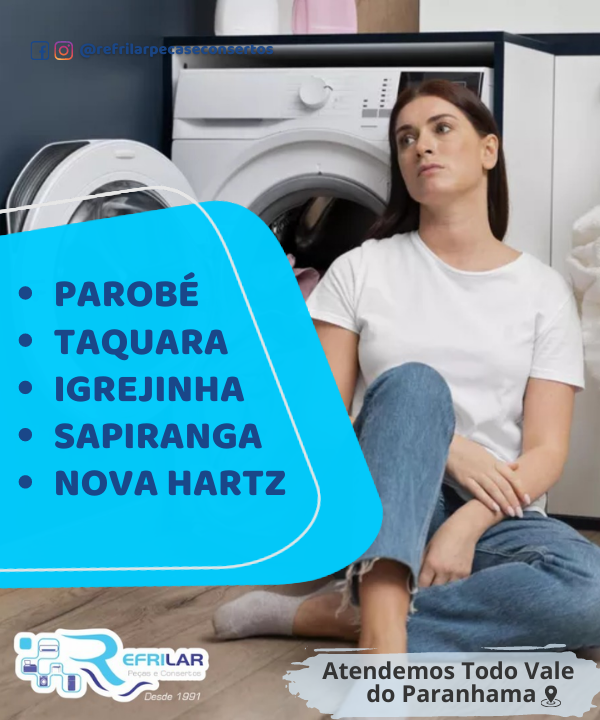 @refrilarpecaseconsertos
PAROBÉ
TAQUARA
IGREJINHA
SAPIRANGA
NOVA HARTZ
REFRILAR
Peças e Consertos
Desde 1991
Atendemos Todo Vale
do Paranhama